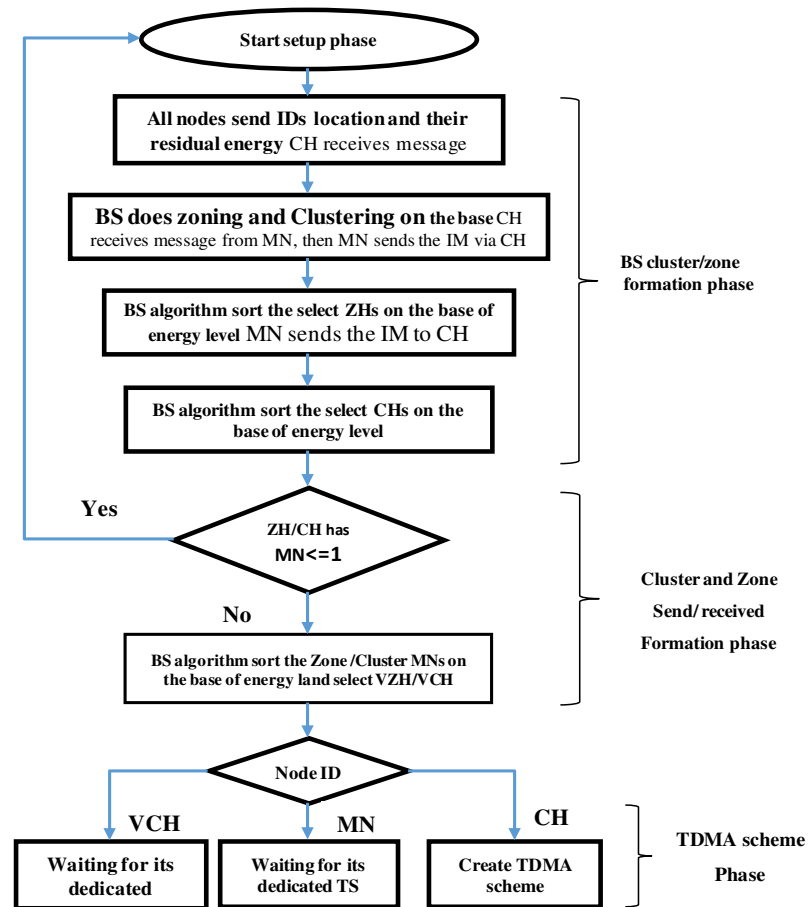 Start setup phase
All nodes send IDs location and their
residual energy CH receives message
BS does zoning and Clustering on the base CH
receives message from MN, then MN sends the IM via CH
BS algorithm sort the select ZHs on the base of
energy level MN sends the IM to CH
BS algorithm sort the select CHs on the
base of energy level
BS cluster/zone
formation phase
Yes
ZH/CH has
MN<=1
No
BS algorithm sort the Zone /Cluster MNs on
the base of energy land select VZH/VCH
Cluster and Zone
Send/ received
Formation phase
Node ID
VCH
MN
CH
Waiting for its
dedicated
Waiting for its
dedicated TS
Create TDMA
scheme
TDMA scheme
Phase